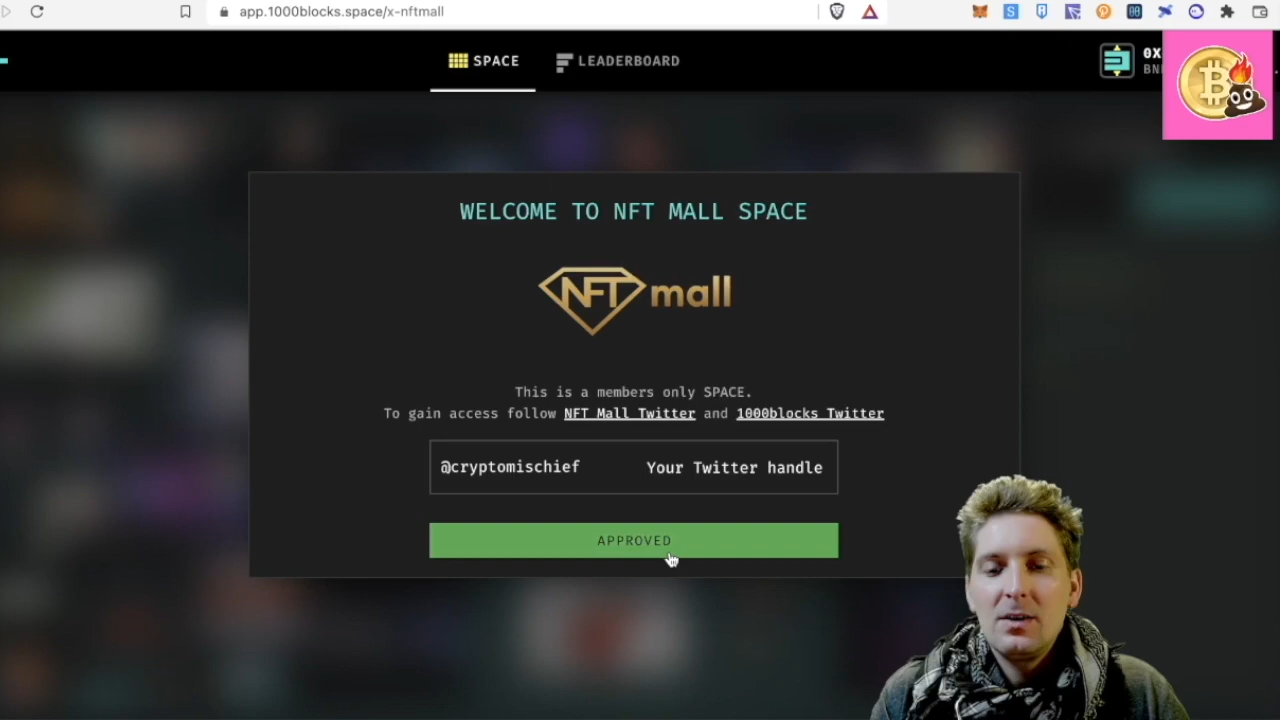 app.1000blocks.space/x-nftmall
SPACE
LEADERBOARD
0X
BN
WELCOME TO NFT MALL SPACE
NFT mall
This is a members only SPACE.
To gain access follow NFT Mall Twitter and 1000blocks Twitter
@cryptomischief Your Twitter handle
APPROVED